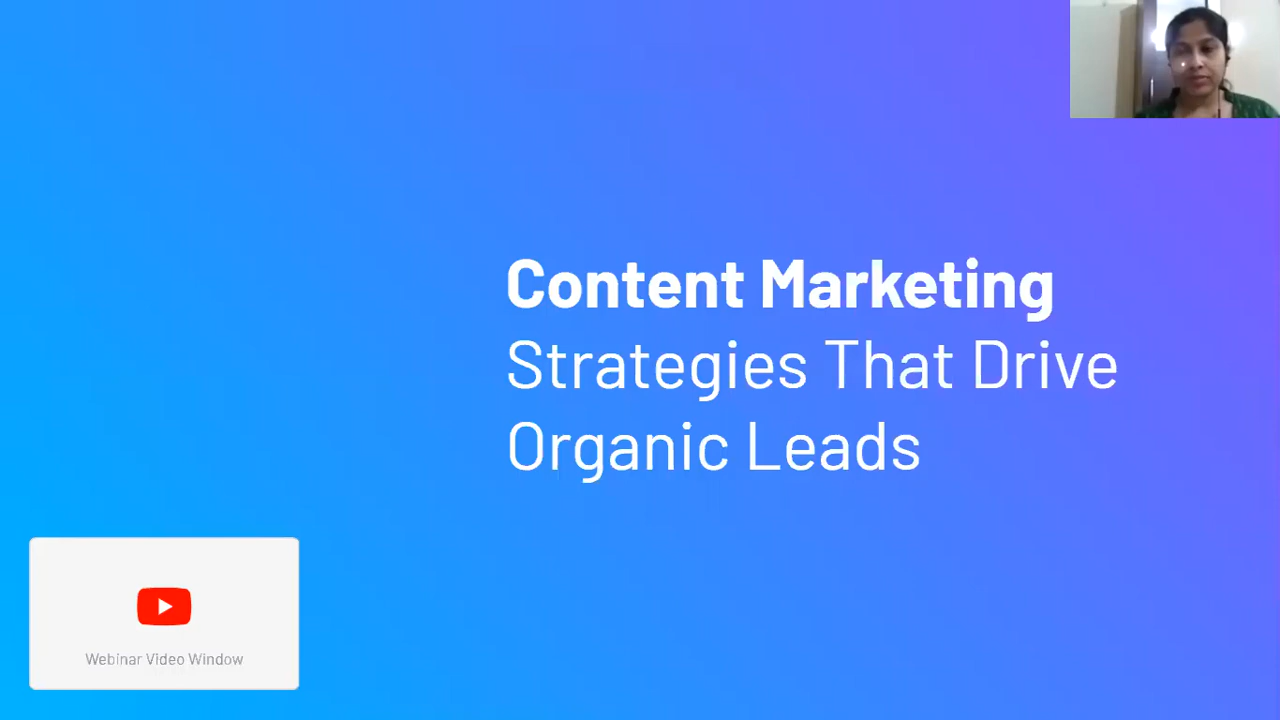 Content Marketing
Strategies That Drive
Organic Leads
Webinar Video Window